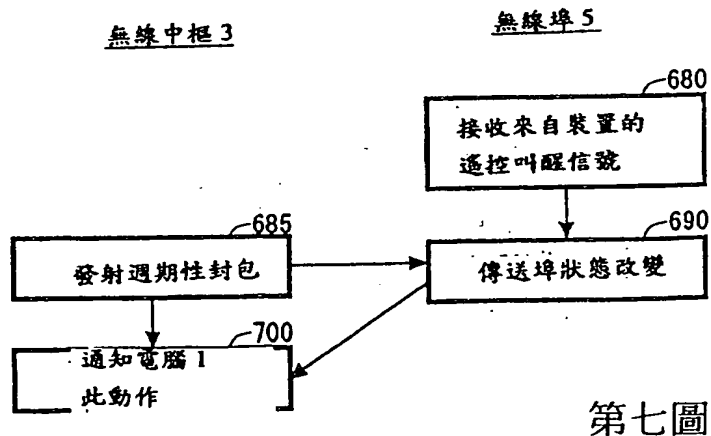 無線中樞 3
無線埠 5
680
接收來自裝置的
遙控叫醒信號
685
發射週期性封包
690
傳送埠狀態改變
700
通知電腦 1
此動作
第七圖